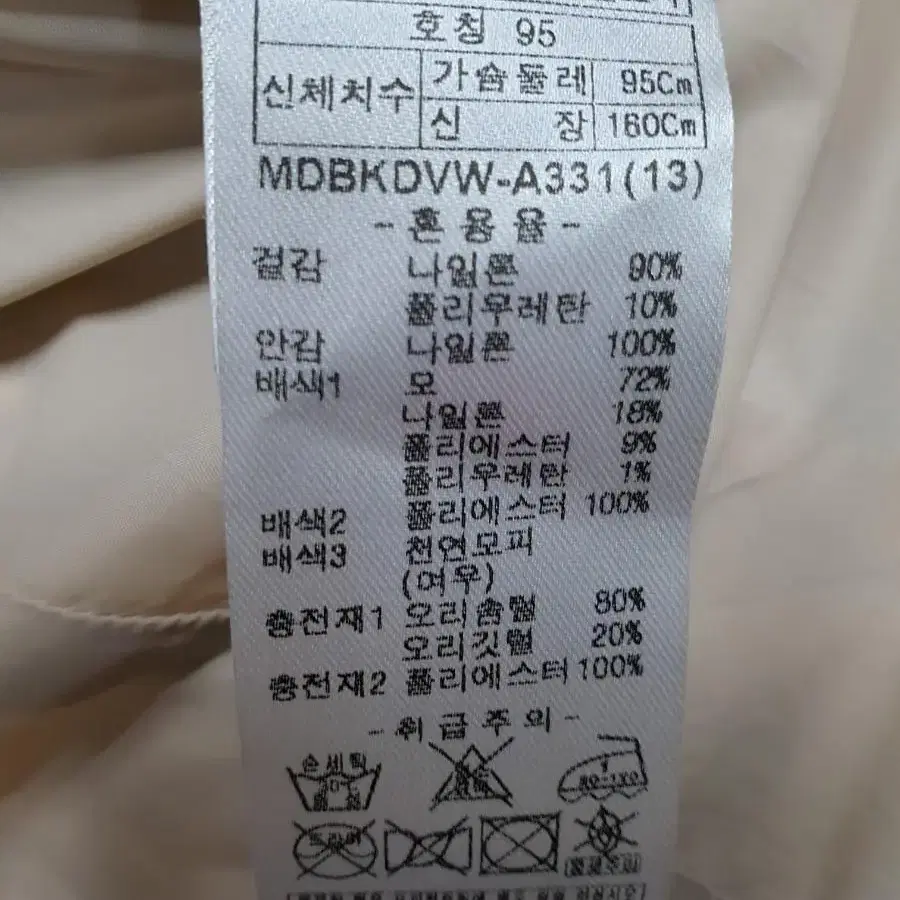 호칭 95
신체치수 가슴둘레 95Cm
신 장 160Cm
MDBKDVW-A331(13)
-혼용율-
겉감 나일론 90%
폴리우레탄 10%
안감 나일론 100%
배색1 모 72%
나일론 18%
폴리에스터 9%
폴리우레탄 1%
배색2 폴리에스터 100%
배색3 천연모피
(여우)
충전재1 오리솜털 80%
오리깃털 20%
충전재2 폴리에스터 100%
-취급주의-
손세탁
80-120
드라이